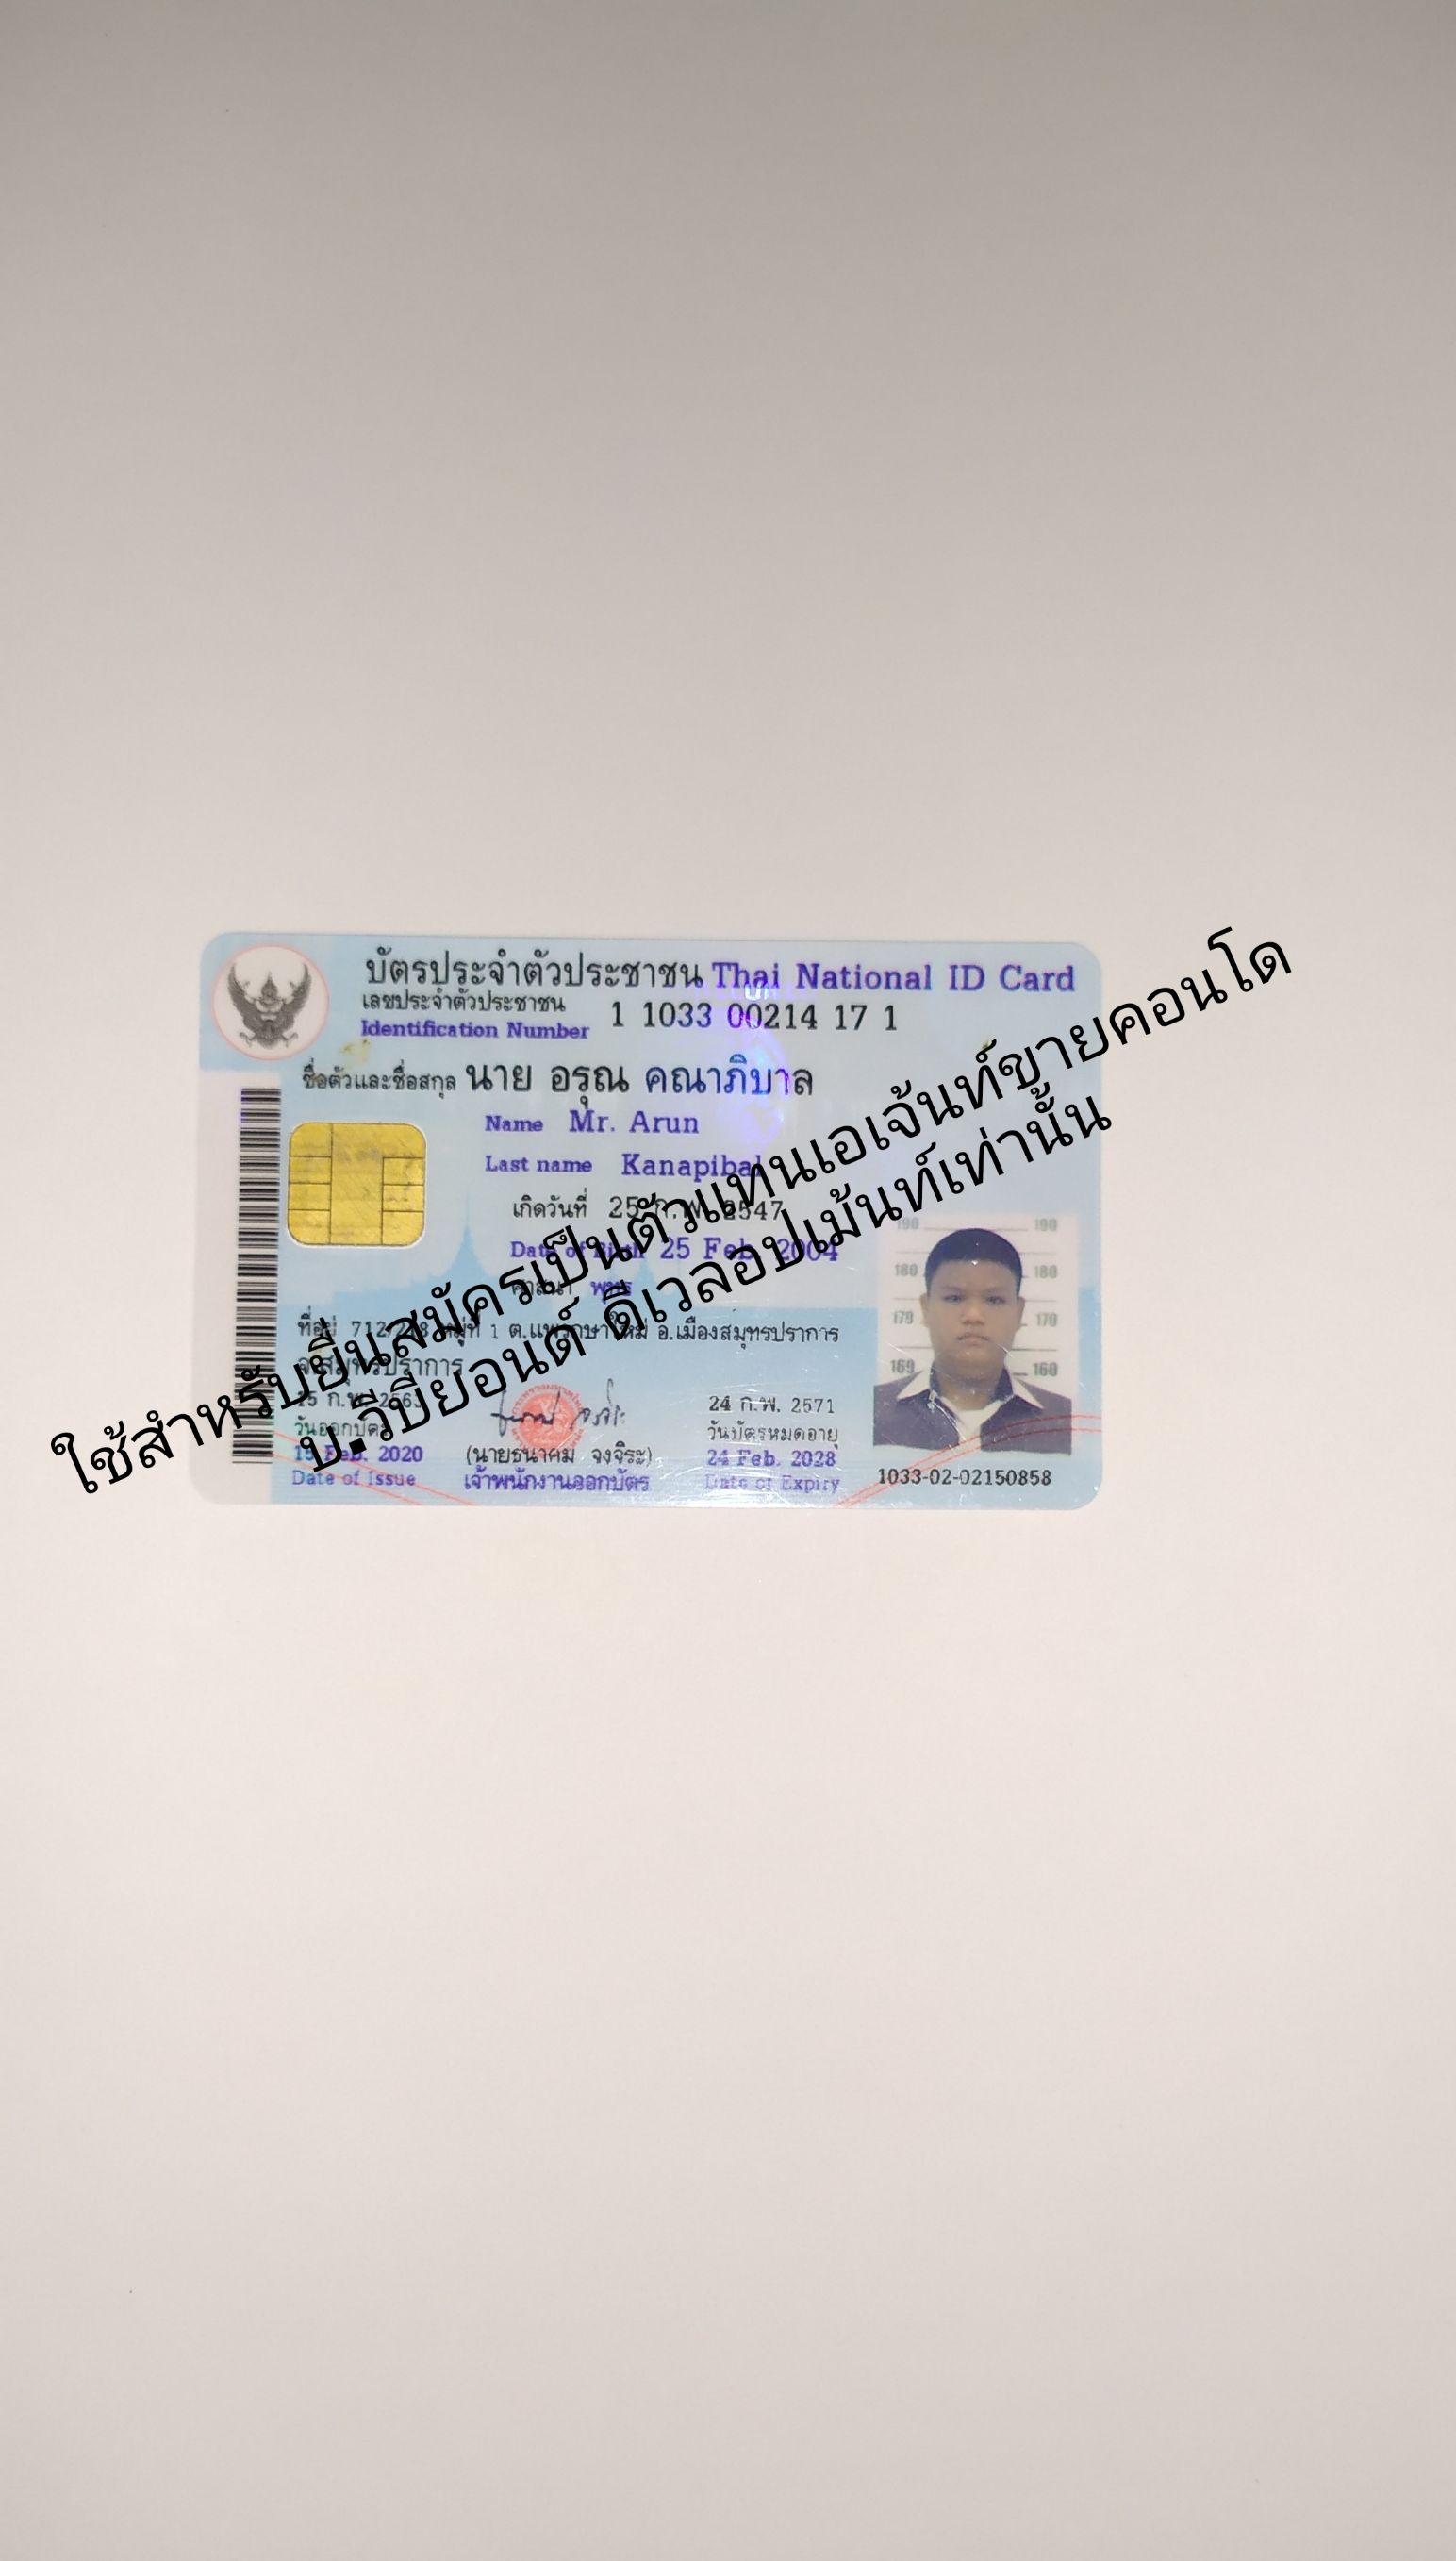 บัตรประจำตัวประชาชน Thai National ID Card
เลขประจำตัวประชาชน
Identification Number 1 1033 00214 17 1
ชื่อตัวและชื่อสกุล นาย อรุณ คณาภิบาล
Name Mr. Arun
Last name Kanapibal
เกิดวันที่ 25 ก.พ. 2547
Date of Birth 25 Feb. 2004
ศาสนา พุทธ
ที่อยู่ หมู่ที่ 1 ต.แพรกษาใหม่ อ.เมืองสมุทรปราการ
จ.สมุทรปราการ
15 ก.พ. 2563
วันออกบัตร
15 Feb. 2020
Date of Issue
(นายธนาคม จงจิระ)
เจ้าพนักงานออกบัตร
24 ก.พ. 2571
วันบัตรหมดอายุ
24 Feb. 2028
Date of Expiry
190 190
180 180
170 170
160 160
1033-02-02150858
ใช้สำหรับยื่นสมัครเป็นตัวแทนเอเจ้นท์ขายคอนโด
บ.วีบียอนด์ ดีเวลอปเม้นท์เท่านั้น